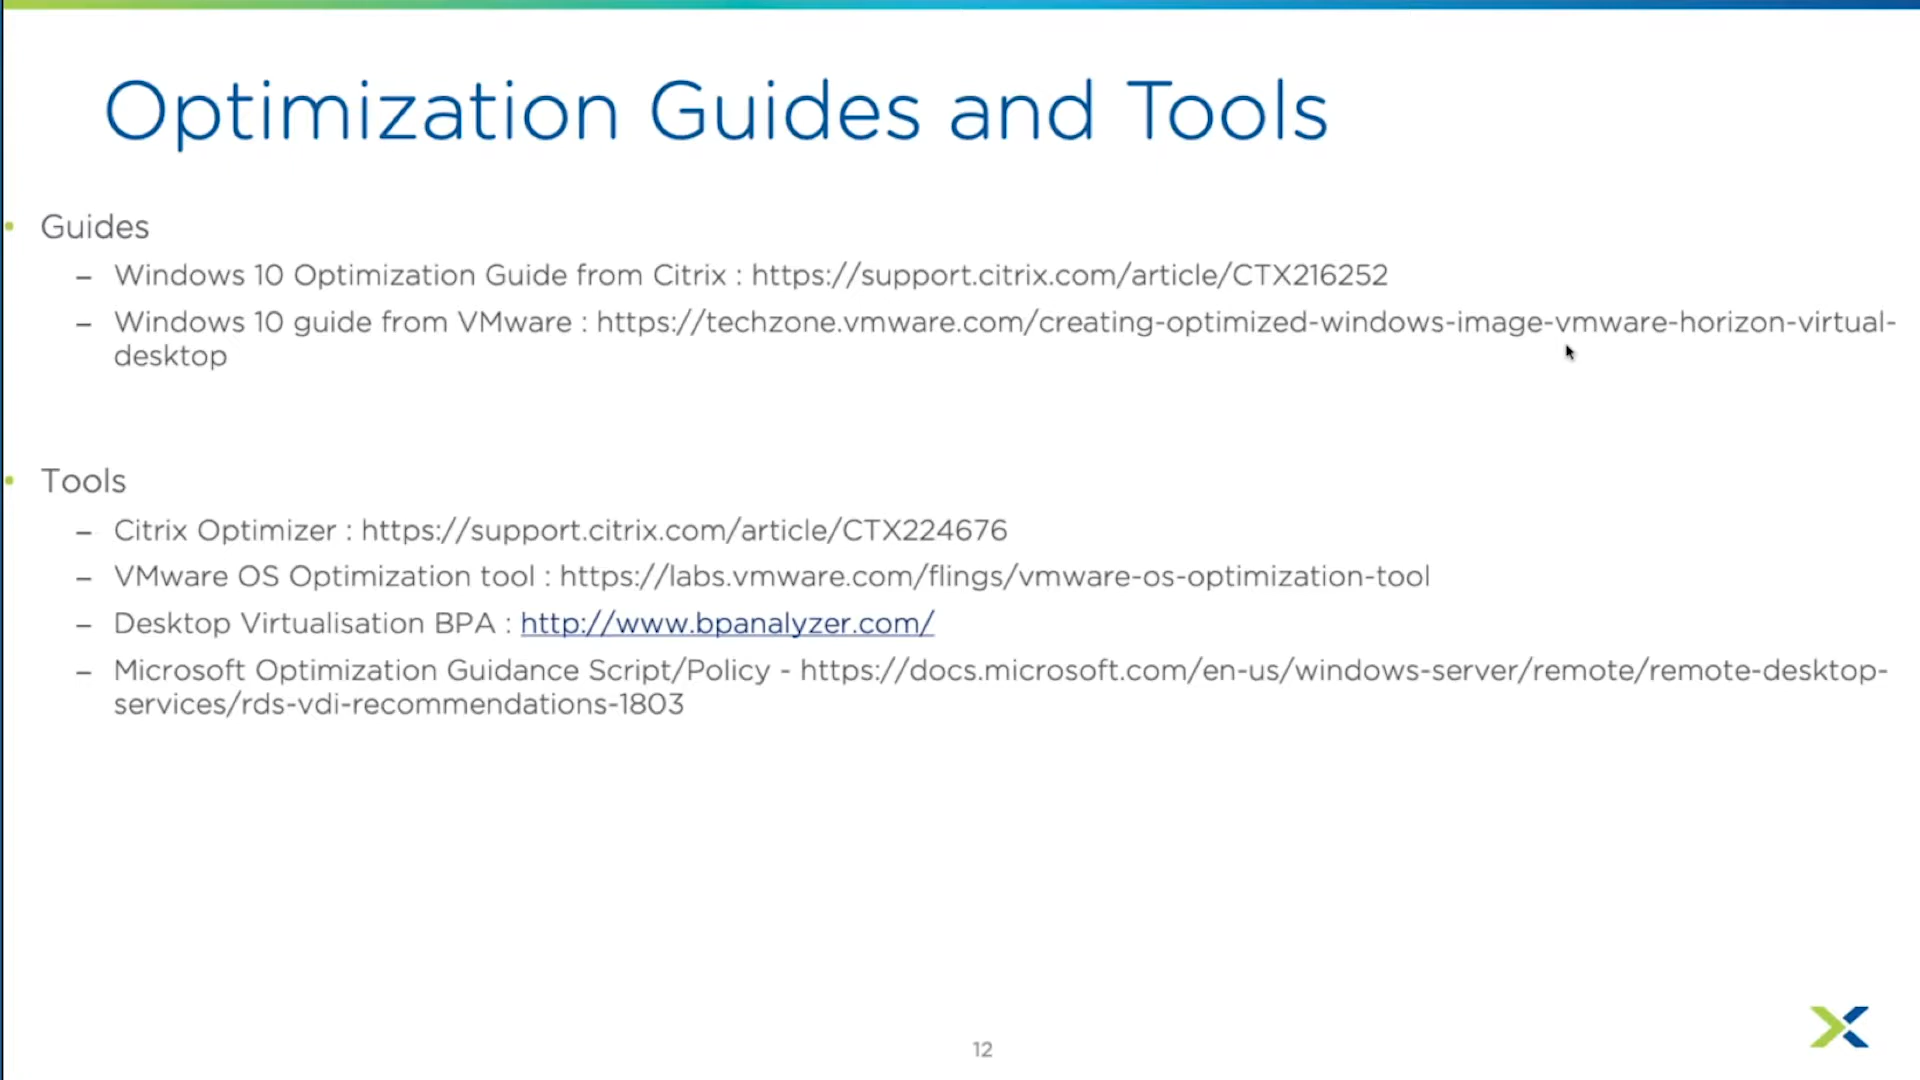 Optimization Guides and Tools
• Guides
– Windows 10 Optimization Guide from Citrix : https://support.citrix.com/article/CTX216252
– Windows 10 guide from VMware : https://techzone.vmware.com/creating-optimized-windows-image-vmware-horizon-virtual-
desktop
• Tools
– Citrix Optimizer : https://support.citrix.com/article/CTX224676
– VMware OS Optimization tool : https://labs.vmware.com/flings/vmware-os-optimization-tool
– Desktop Virtualisation BPA : http://www.bpanalyzer.com/
– Microsoft Optimization Guidance Script/Policy - https://docs.microsoft.com/en-us/windows-server/remote/remote-desktop-
services/rds-vdi-recommendations-1803
12